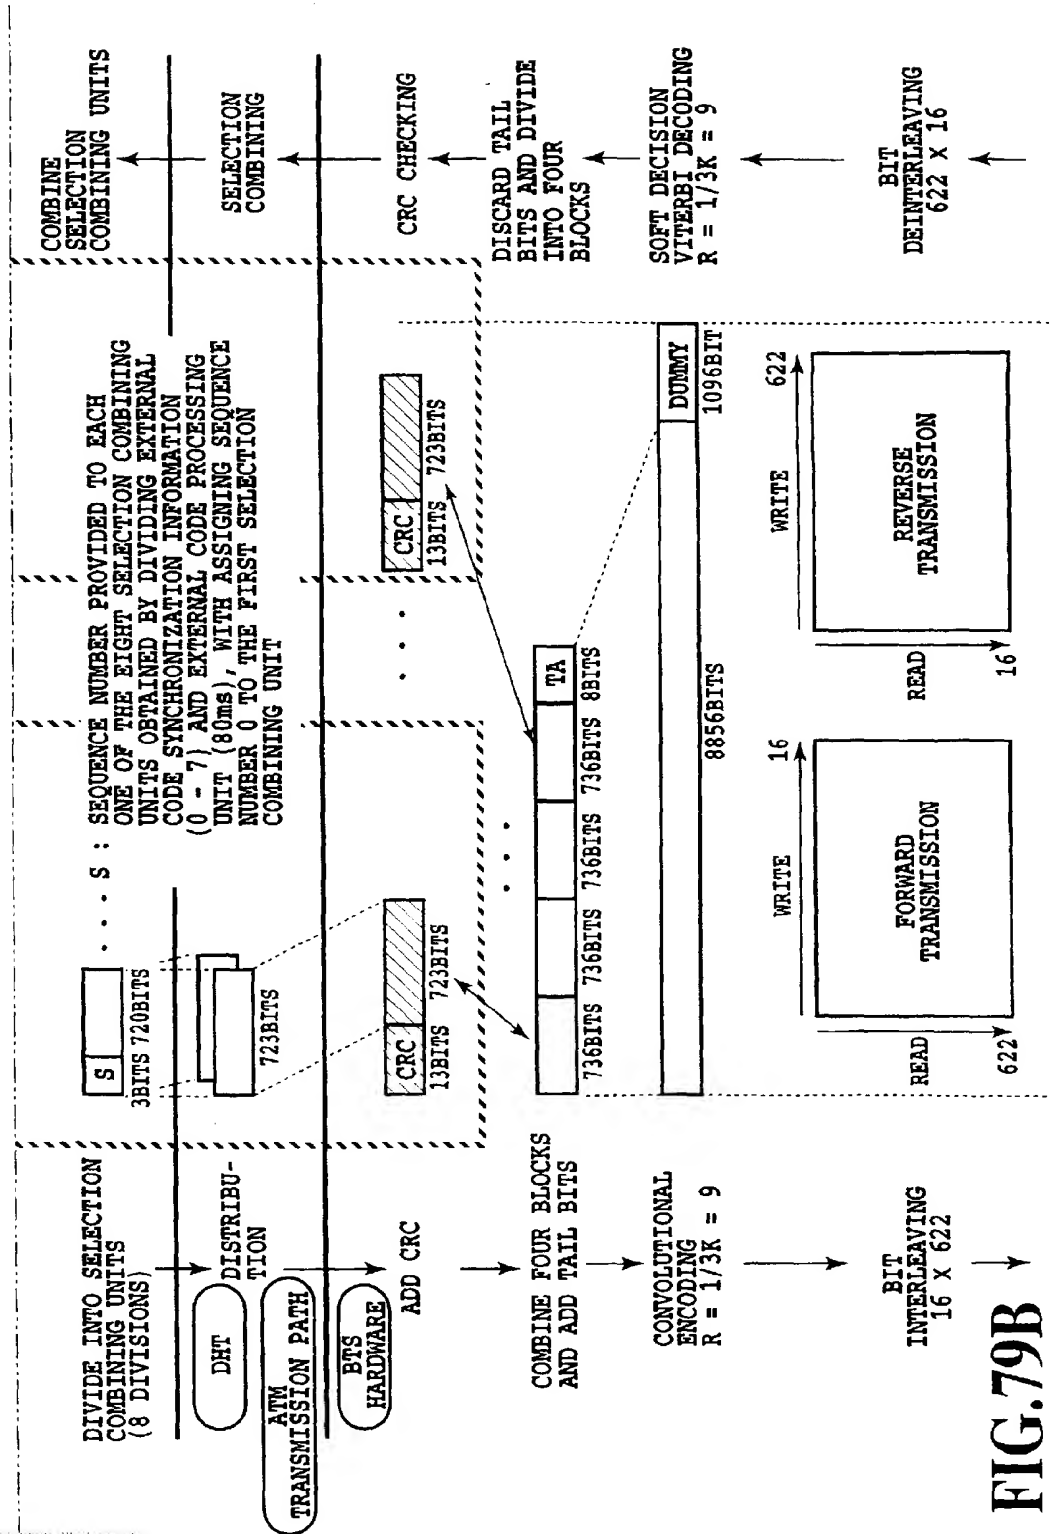 DIVIDE INTO SELECTION
COMBINING UNITS
(8 DIVISIONS)
DHT
DISTRIBU-
TION
ATM
TRANSMISSION PATH
BTS
HARDWARE
ADD CRC
COMBINE FOUR BLOCKS
AND ADD TAIL BITS
CONVOLUTIONAL
ENCODING
R = 1/3K = 9
BIT
INTERLEAVING
16 X 622
S
3BITS 720BITS
. . . S : SEQUENCE NUMBER PROVIDED TO EACH
ONE OF THE EIGHT SELECTION COMBINING
UNITS OBTAINED BY DIVIDING EXTERNAL
CODE SYNCHRONIZATION INFORMATION
(0 - 7) AND EXTERNAL CODE PROCESSING
UNIT (80ms), WITH ASSIGNING SEQUENCE
NUMBER 0 TO THE FIRST SELECTION
COMBINING UNIT
723BITS
CRC
13BITS 723BITS
. . . .
CRC
13BITS 723BITS
. . .
TA
736BITS 736BITS 736BITS 736BITS 8BITS
DUMMY
8856BITS 1096BIT
WRITE 16
FORWARD
TRANSMISSION
READ
622
WRITE 622
REVERSE
TRANSMISSION
READ
16
COMBINE
SELECTION
COMBINING UNITS
SELECTION
COMBINING
CRC CHECKING
DISCARD TAIL
BITS AND DIVIDE
INTO FOUR
BLOCKS
SOFT DECISION
VITERBI DECODING
R = 1/3K = 9
BIT
DEINTERLEAVING
622 X 16
FIG.79B